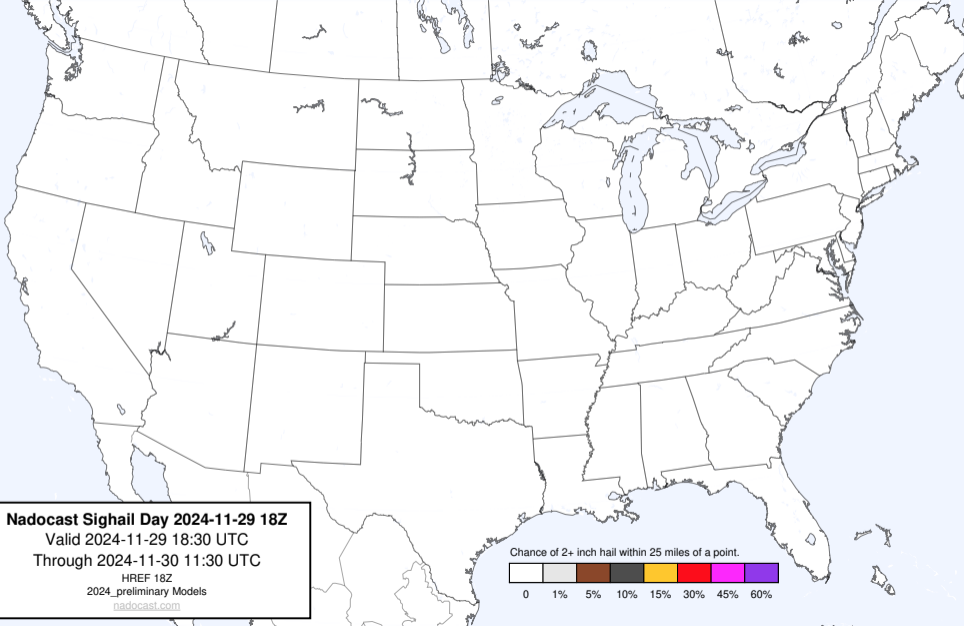 Nadocast Sighail Day 2024-11-29 18Z
Valid 2024-11-29 18:30 UTC
Through 2024-11-30 11:30 UTC
HREF 18Z
2024_preliminary Models
nadocast.com
Chance of 2+ inch hail within 25 miles of a point.
0 1% 5% 10% 15% 30% 45% 60%